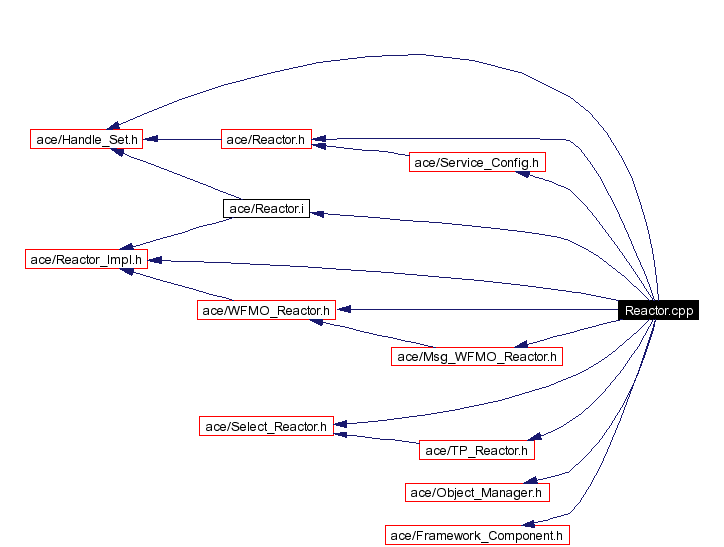 ace/Handle_Set.h
ace/Reactor.h
ace/Service_Config.h
ace/Reactor.i
ace/Reactor_Impl.h
ace/WFMO_Reactor.h
Reactor.cpp
ace/Msg_WFMO_Reactor.h
ace/Select_Reactor.h
ace/TP_Reactor.h
ace/Object_Manager.h
ace/Framework_Component.h